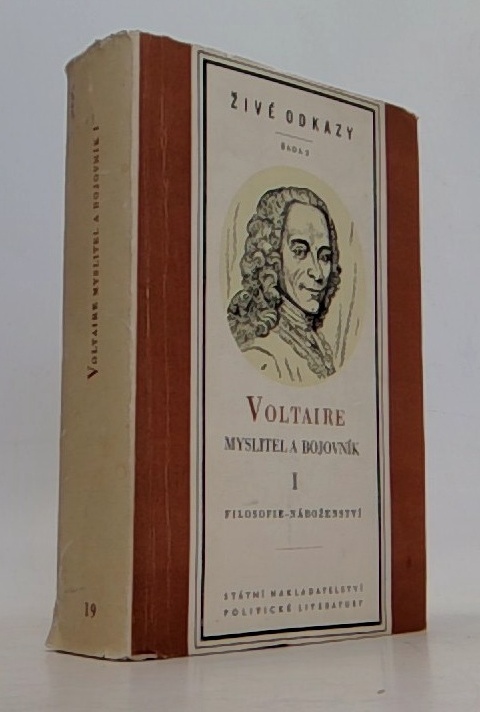 VOLTAIRE MYSLITEL A BOJOVNÍK I
19
ŽIVÉ ODKAZY
ŘADA 2
VOLTAIRE
MYSLITEL A BOJOVNÍK
I
FILOSOFIE-NÁBOŽENSTVÍ
STÁTNÍ NAKLADATELSTVÍ
POLITICKÉ LITERATURY